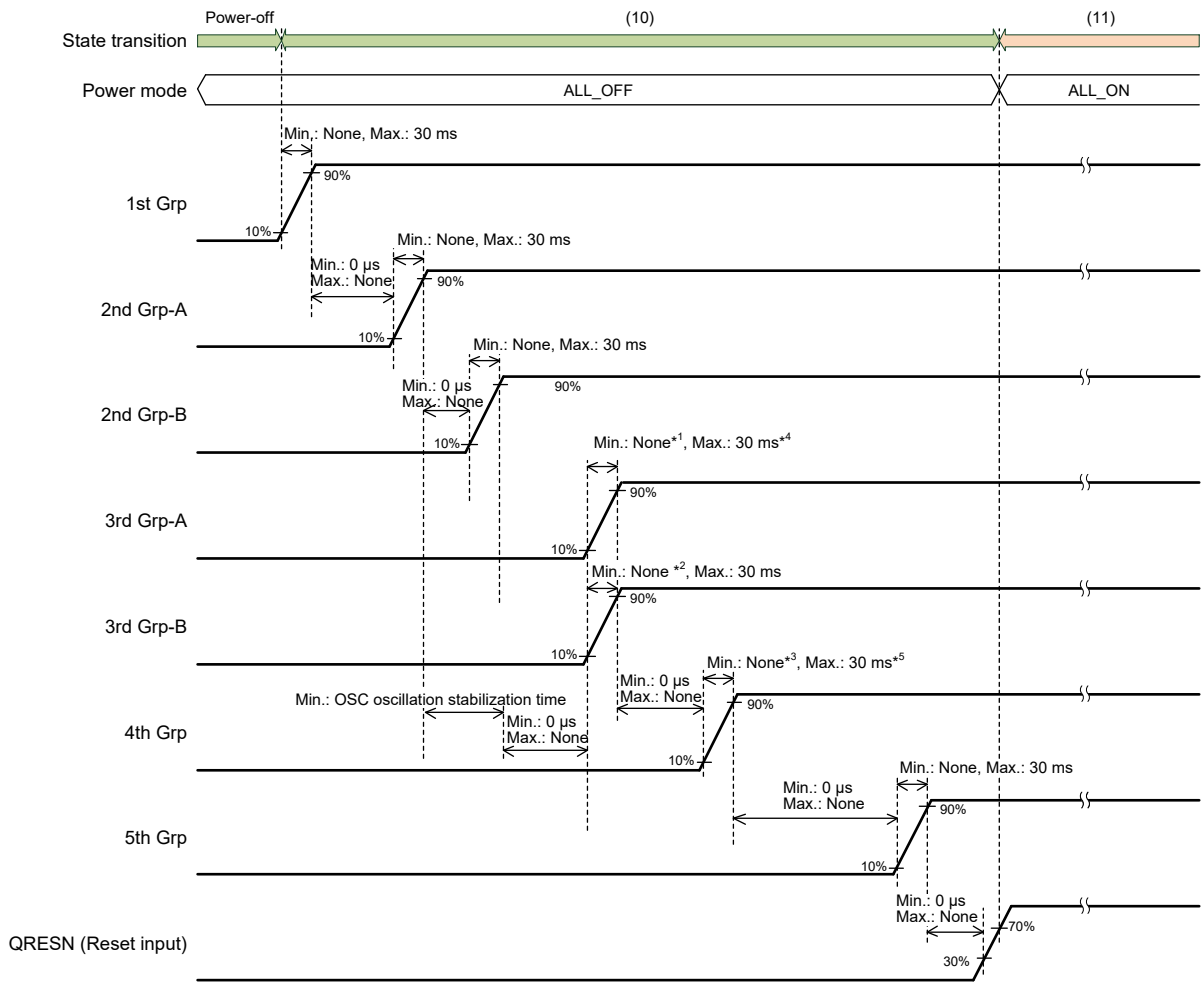 Power-off
(10)
(11)
State transition
Power mode
ALL_OFF
ALL_ON
Min.: None, Max.: 30 ms
90%
1st Grp
10%
Min.: None, Max.: 30 ms
Min.: 0 µs
Max.: None
90%
2nd Grp-A
10%
Min.: None, Max.: 30 ms
Min.: 0 µs
Max.: None
90%
2nd Grp-B
10%
Min.: None*1, Max.: 30 ms*4
90%
3rd Grp-A
10%
Min.: None *2, Max.: 30 ms
90%
3rd Grp-B
10%
Min.: None*3, Max.: 30 ms*5
Min.: 0 µs
Max.: None
90%
Min.: OSC oscillation stabilization time
Min.: 0 µs
Max.: None
4th Grp
10%
Min.: None, Max.: 30 ms
Min.: 0 µs
Max.: None
90%
5th Grp
10%
Min.: 0 µs
Max.: None
70%
QRESN (Reset input)
30%